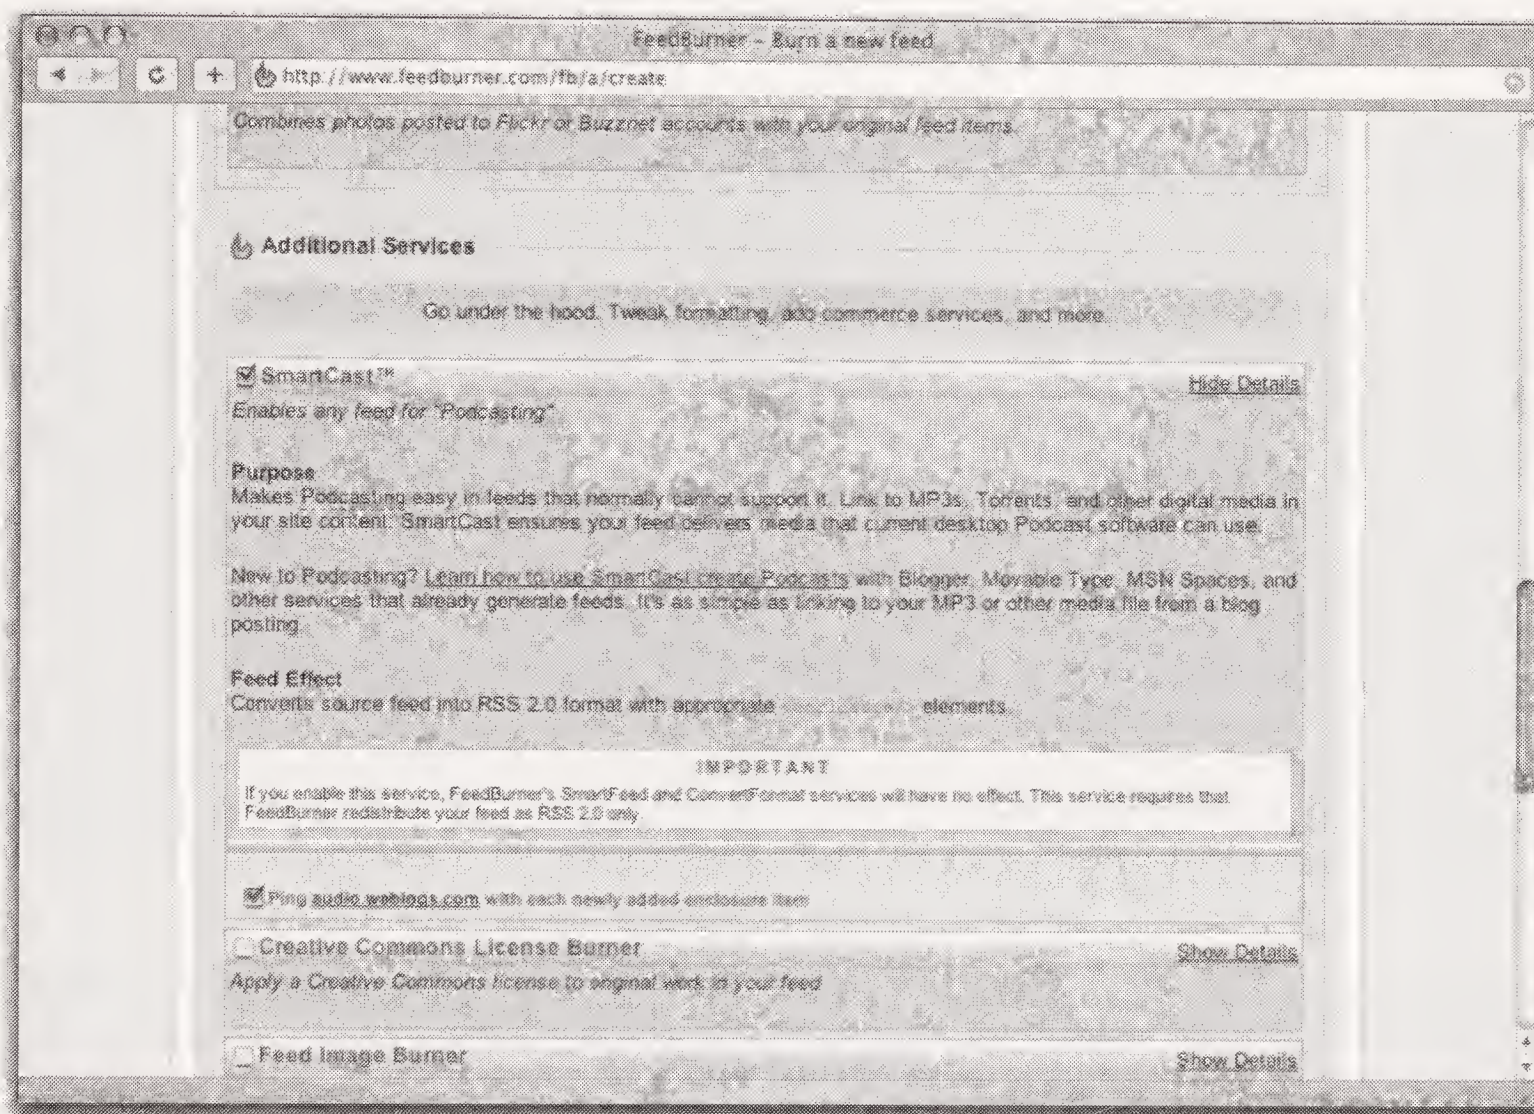 FeedBurner – Burn a new feed
http://www.feedburner.com/fb/a/create
Combines photos posted to Flickr or Buzznet accounts with your original feed items.
Additional Services
Go under the hood. Tweak formatting, add commerce services, and more.
SmartCast™
Hide Details
Enables any feed for "Podcasting"
Purpose
Makes Podcasting easy in feeds that normally cannot support it. Link to MP3s, Torrents, and other digital media in
your site content. SmartCast ensures your feed delivers media that current desktop Podcast software can use.
New to Podcasting? Learn how to use SmartCast create Podcasts with Blogger, Movable Type, MSN Spaces, and
other services that already generate feeds. It's as simple as linking to your MP3 or other media file from a blog
posting.
Feed Effect
Converts source feed into RSS 2.0 format with appropriate elements.
IMPORTANT
If you enable this service, FeedBurner's SmartFeed and ConvertFormat services will have no effect. This service requires that
FeedBurner redistribute your feed as RSS 2.0 only.
Ping audio.weblogs.com with each newly added enclosure item
Creative Commons License Burner
Show Details
Apply a Creative Commons license to original work in your feed
Feed Image Burner
Show Details